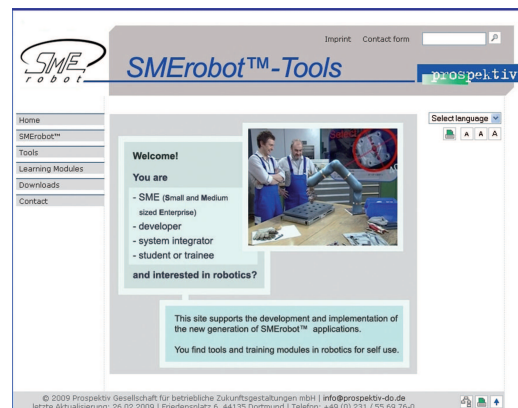 Imprint Contact form
SME
robot
SMErobot™-Tools
prospektiv
Select language
A A A
Home
SMErobot™
Tools
Learning Modules
Downloads
Contact
Welcome!
You are
- SME (Small and Medium
sized Enterprise)
- developer
- system integrator
- student or trainee
and interested in robotics?
This site supports the development and implementation of
the new generation of SMErobot™ applications.
You find tools and training modules in robotics for self use.
© 2009 Prospektiv Gesellschaft für betriebliche Zukunftsgestaltungen mbH | info@prospektiv-do.de
letzte Aktualisierung: 26.02.2009 | Friedensplatz 6, 44135 Dortmund | Telefon: +49 (0) 231 / 55 69 76-0